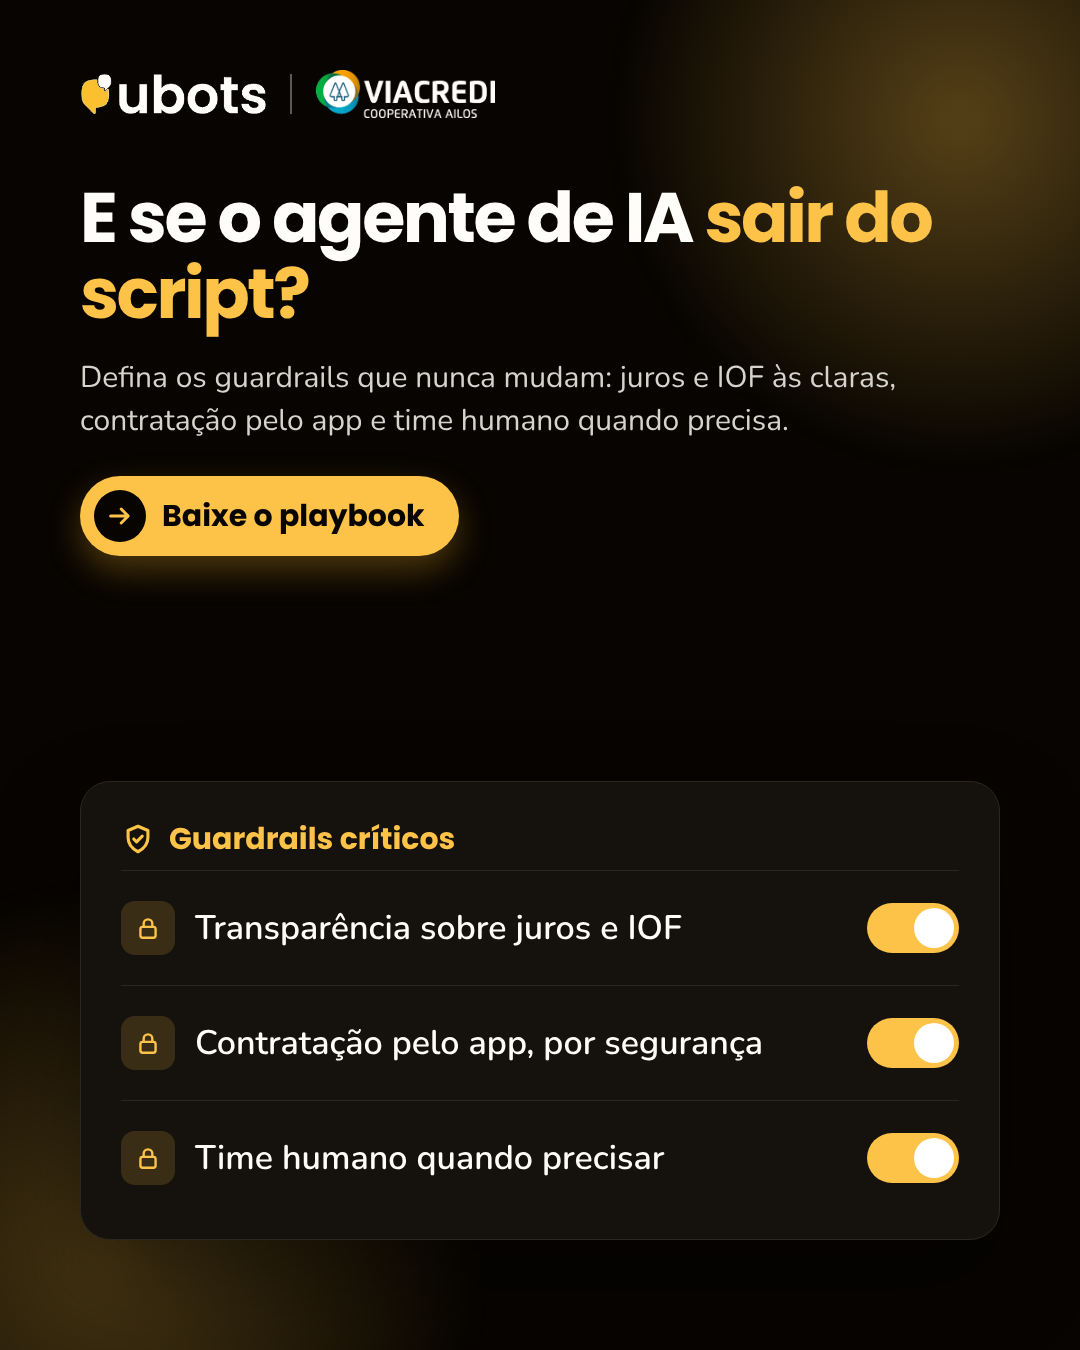 ubots
VIACREDI
COOPERATIVA AILOS
E se o agente de IA sair do
script?
Defina os guardrails que nunca mudam: juros e IOF às claras,
contratação pelo app e time humano quando precisa.
Baixe o playbook
Guardrails críticos
Transparência sobre juros e IOF
Contratação pelo app, por segurança
Time humano quando precisar